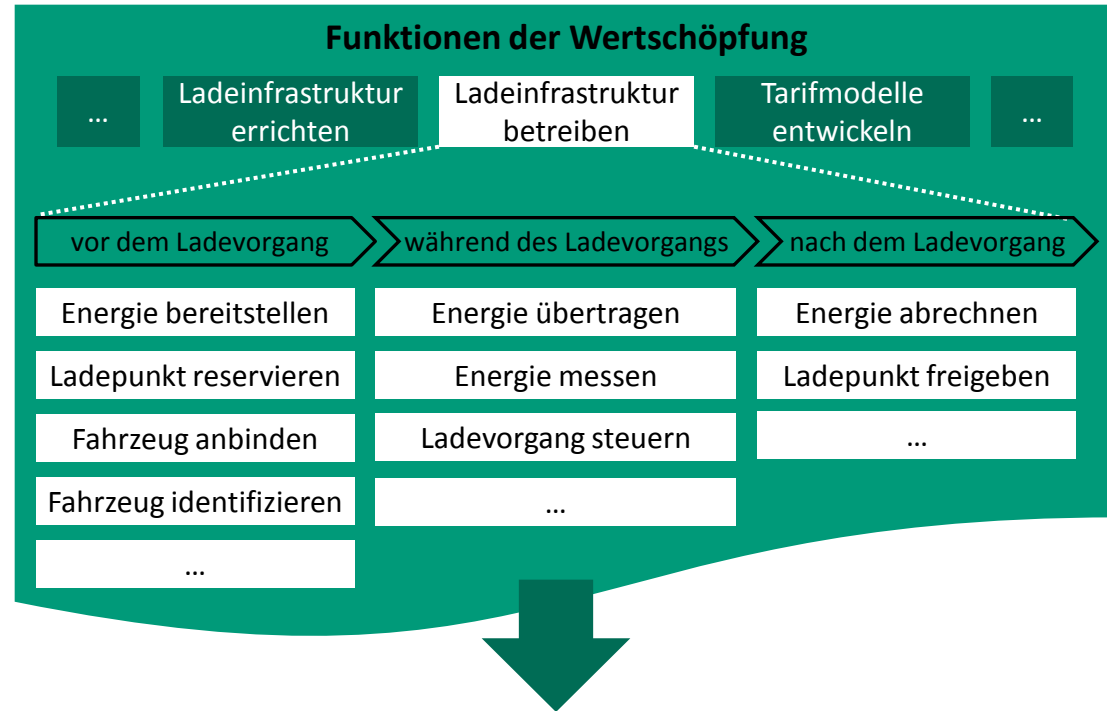 Funktionen der Wertschöpfung
...
Ladeinfrastruktur
errichten
Ladeinfrastruktur
betreiben
Tarifmodelle
entwickeln
...
vor dem Ladevorgang
während des Ladevorgangs
nach dem Ladevorgang
Energie bereitstellen
Ladepunkt reservieren
Fahrzeug anbinden
Fahrzeug identifizieren
...
Energie übertragen
Energie messen
Ladevorgang steuern
...
Energie abrechnen
Ladepunkt freigeben
...